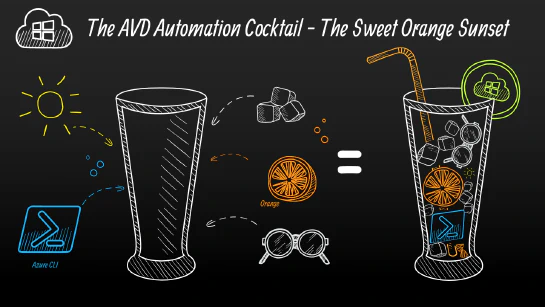 The AVD Automation Cocktail - The Sweet Orange Sunset
Orange
Azure CLI